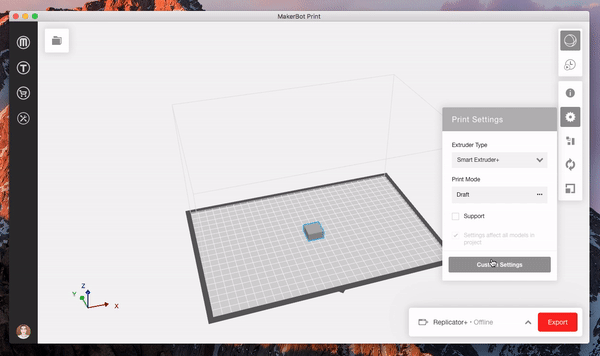 MakerBot Print
Print Settings
Extruder Type
Smart Extruder+
Print Mode
Draft
Support
Settings affect all models in
project
Custom Settings
Replicator+ • Offline
Export
Z
Y
X
M
T